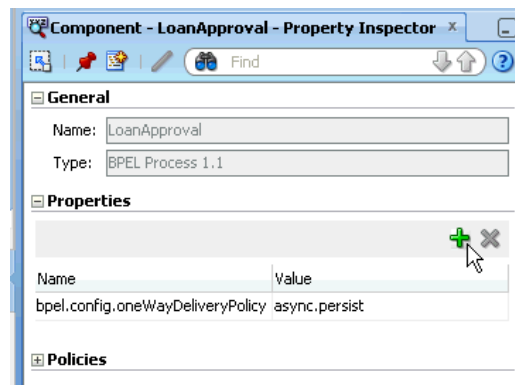 Component - LoanApproval - Property Inspector
Find
General
Name: LoanApproval
Type: BPEL Process 1.1
Properties
Name Value
bpel.config.oneWayDeliveryPolicy async.persist
Policies